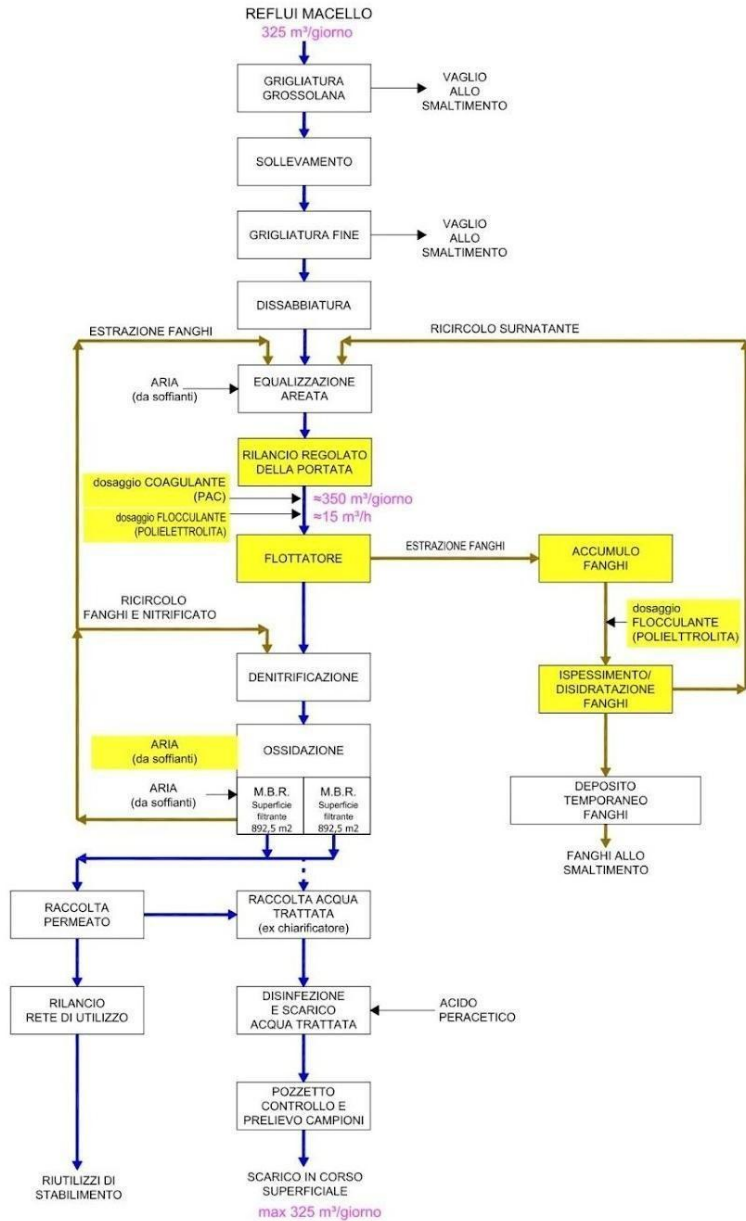 REFLUI MACELLO
325 m³/giorno
GRIGLIATURA
GROSSOLANA
VAGLIO
ALLO
SMALTIMENTO
SOLLEVAMENTO
GRIGLIATURA FINE
VAGLIO
ALLO
SMALTIMENTO
DISSABBIATURA
ESTRAZIONE FANGHI
RICIRCOLO SURNATANTE
ARIA
(da soffianti)
EQUALIZZAZIONE
AREATA
RILANCIO REGOLATO
DELLA PORTATA
dosaggio COAGULANTE
(PAC)
dosaggio FLOCCULANTE
(POLIELETTROLITA)
≈350 m³/giorno
≈15 m³/h
FLOTTATORE
ESTRAZIONE FANGHI
ACCUMULO
FANGHI
dosaggio
FLOCCULANTE
(POLIELTTROLITA)
RICIRCOLO
FANGHI E NITRIFICATO
DENITRIFICAZIONE
ISPESSIMENTO/
DISIDRATAZIONE
FANGHI
ARIA
(da soffianti)
OSSIDAZIONE
ARIA
(da soffianti)
M.B.R.
Superficie
filtrante
892,5 m2
M.B.R.
Superficie
filtrante
892,5 m2
DEPOSITO
TEMPORANEO
FANGHI
FANGHI ALLO
SMALTIMENTO
RACCOLTA
PERMEATO
RACCOLTA ACQUA
TRATTATA
(ex chiarificatore)
RILANCIO
RETE DI UTILIZZO
DISINFEZIONE
E SCARICO
ACQUA TRATTATA
ACIDO
PERACETICO
POZZETTO
CONTROLLO E
PRELIEVO CAMPIONI
RIUTILIZZI DI
STABILIMENTO
SCARICO IN CORSO
SUPERFICIALE
max 325 m³/giorno